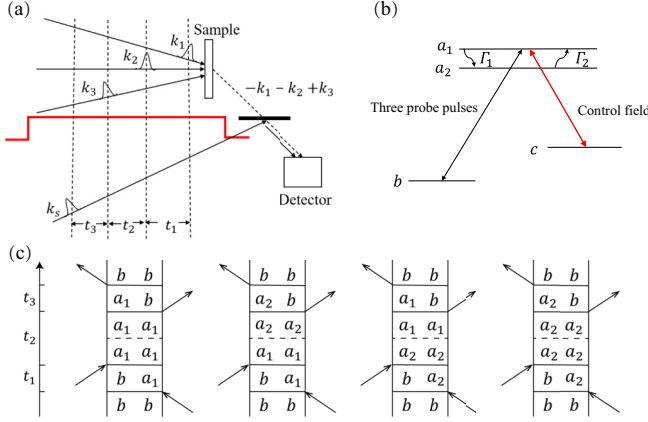 (a)
Sample
k₁
k₂
k₃
−k₁ − k₂ + k₃
kₛ
t₃ t₂ t₁
Detector
(b)
a₁
a₂
Γ₁ Γ₂
Three probe pulses
Control field
c
b
(c)
t₃
t₂
t₁
b b b b b b b b
a₁ b a₂ b a₁ b a₂ b
a₁ a₁ a₂ a₂ a₁ a₁ a₂ a₂
a₁ a₁ a₁ a₁ a₂ a₂ a₂ a₂
b a₁ b a₁ b a₂ b a₂
b b b b b b b b